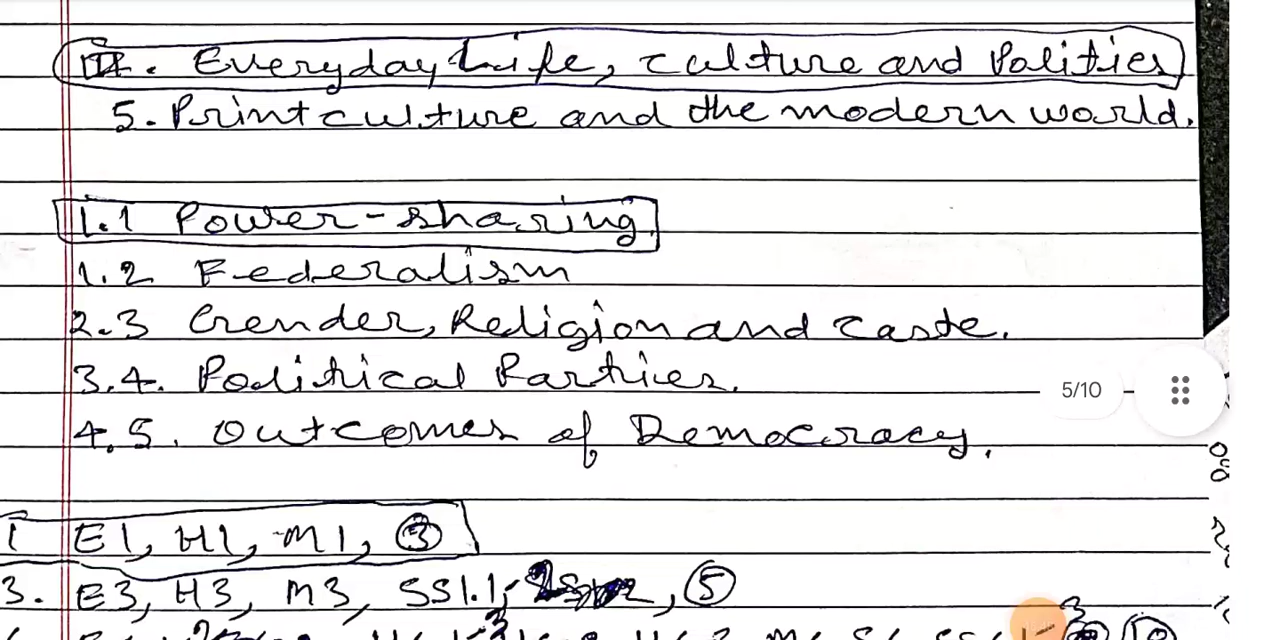 II. Everyday Life, culture and Polities
5. Print culture and the modern world.
1.1 Power-sharing
1.2 Federalism
2.3 Gender, Religion and caste.
3.4. Political Parties.
4.5. Outcomes of Democracy.
5/10
1 E1, H1, M1, ③
3. E3, H3, M3, SS1.1, ⑤